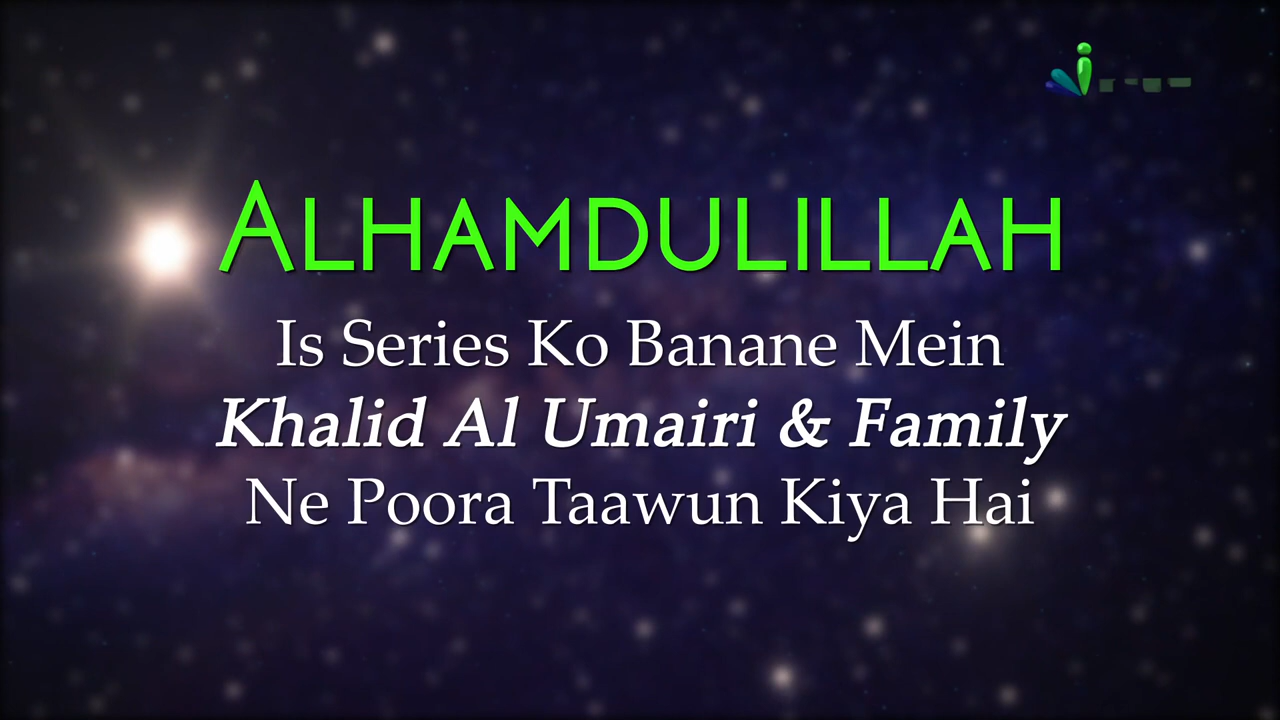 ALHAMDULILLAH
Is Series Ko Banane Mein
Khalid Al Umairi & Family
Ne Poora Taawun Kiya Hai